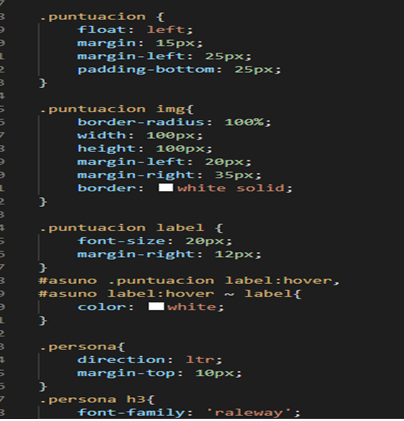 .puntuacion {
float: left;
margin: 15px;
margin-left: 25px;
padding-bottom: 25px;
}
.puntuacion img{
border-radius: 100%;
width: 100px;
height: 100px;
margin-left: 20px;
margin-right: 35px;
border: white solid;
}
.puntuacion label {
font-size: 20px;
margin-right: 12px;
}
#asuno .puntuacion label:hover,
#asuno label:hover ~ label{
color: white;
}
.persona{
direction: ltr;
margin-top: 10px;
}
.persona h3{
font-family: 'raleway';